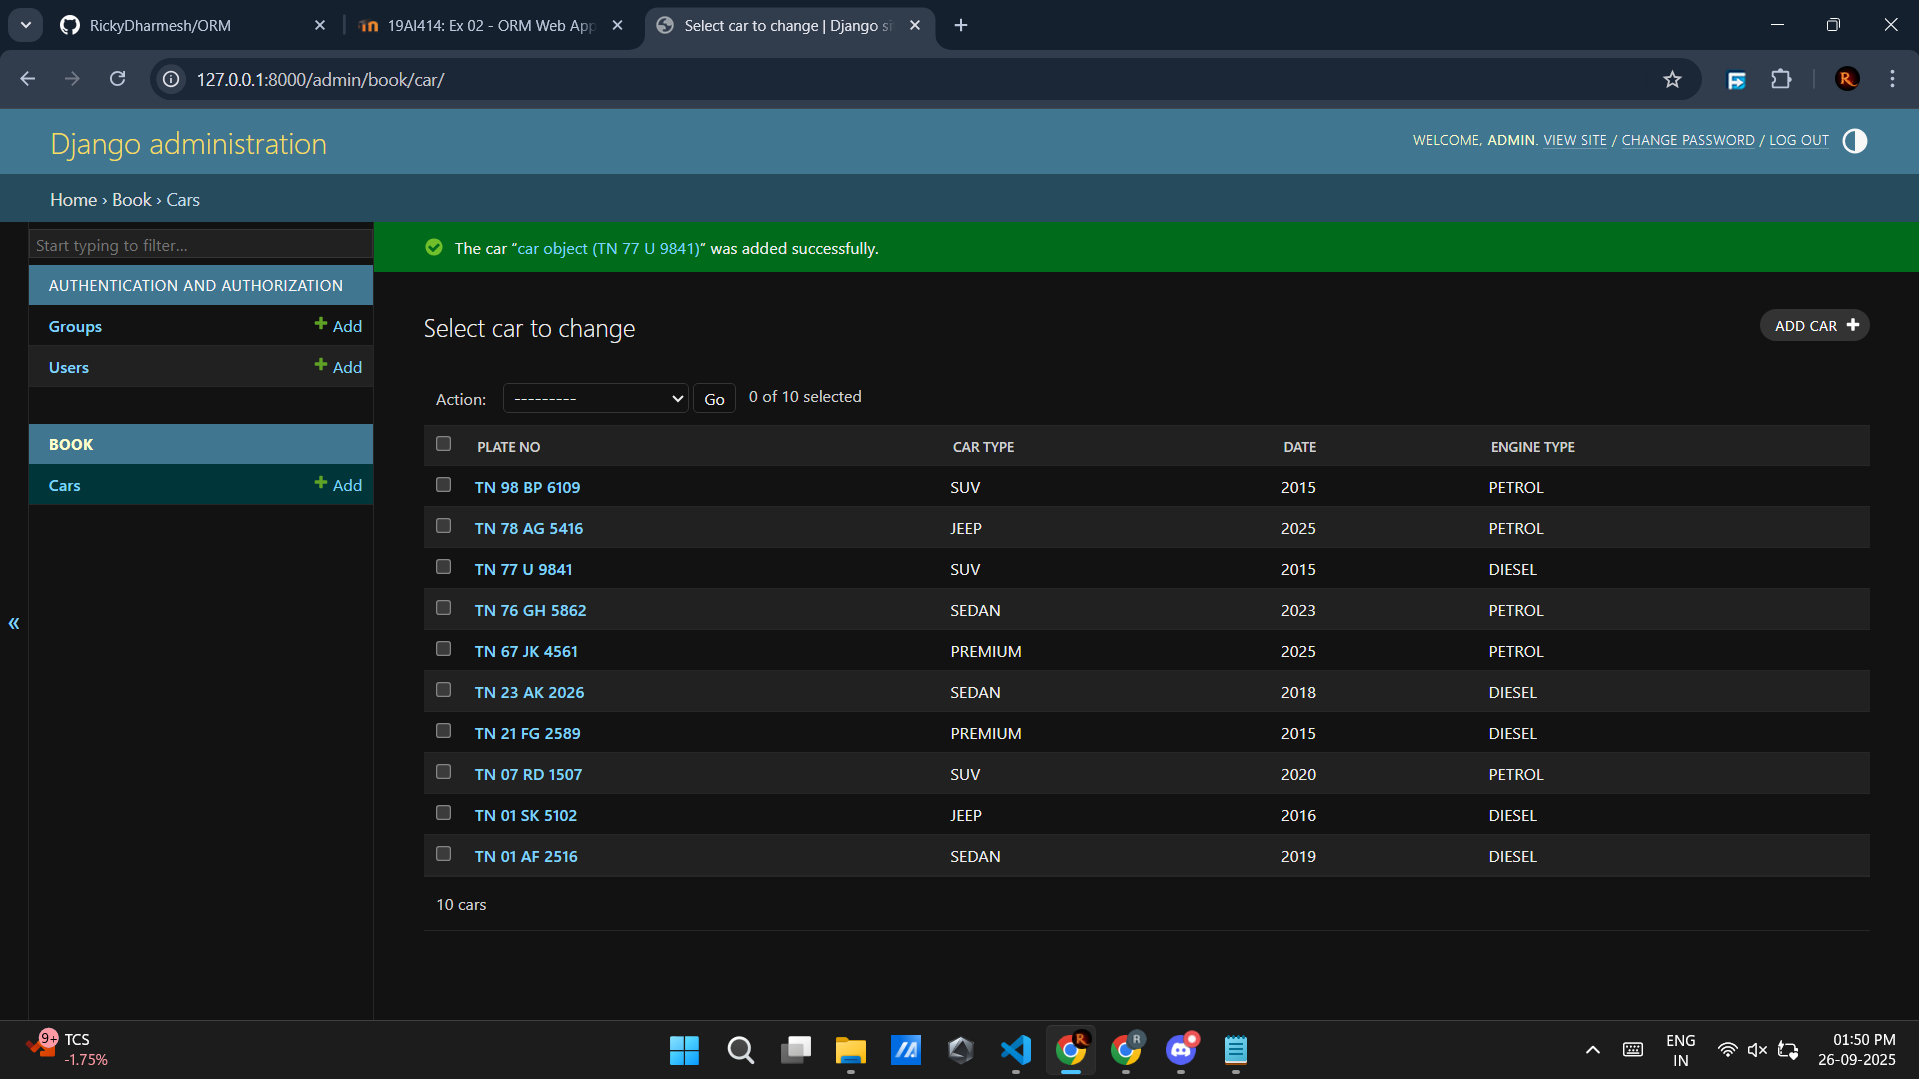 RickyDharmesh/ORM
19AI414: Ex 02 - ORM Web App
Select car to change | Django si
127.0.0.1:8000/admin/book/car/
Django administration
WELCOME, ADMIN. VIEW SITE / CHANGE PASSWORD / LOG OUT
Home › Book › Cars
Start typing to filter...
AUTHENTICATION AND AUTHORIZATION
Groups + Add
Users + Add
BOOK
Cars + Add
«
The car “car object (TN 77 U 9841)” was added successfully.
Select car to change
ADD CAR +
Action: --------- Go 0 of 10 selected
PLATE NO CAR TYPE DATE ENGINE TYPE
TN 98 BP 6109 SUV 2015 PETROL
TN 78 AG 5416 JEEP 2025 PETROL
TN 77 U 9841 SUV 2015 DIESEL
TN 76 GH 5862 SEDAN 2023 PETROL
TN 67 JK 4561 PREMIUM 2025 PETROL
TN 23 AK 2026 SEDAN 2018 DIESEL
TN 21 FG 2589 PREMIUM 2015 DIESEL
TN 07 RD 1507 SUV 2020 PETROL
TN 01 SK 5102 JEEP 2016 DIESEL
TN 01 AF 2516 SEDAN 2019 DIESEL
10 cars
9+ TCS
-1.75%
ENG
IN
01:50 PM
26-09-2025